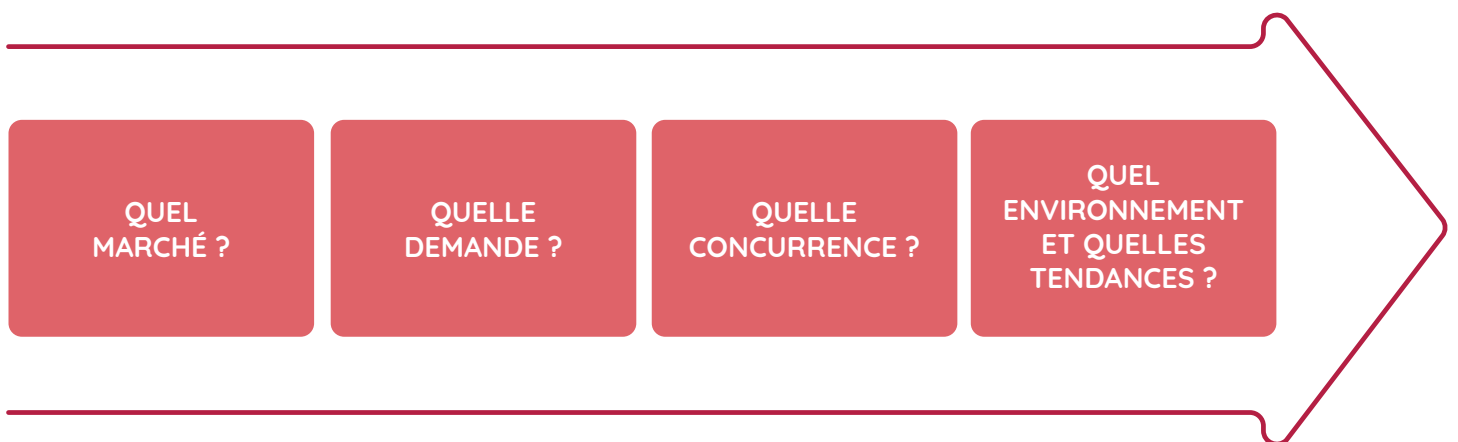 QUEL
MARCHÉ ?
QUELLE
DEMANDE ?
QUELLE
CONCURRENCE ?
QUEL
ENVIRONNEMENT
ET QUELLES
TENDANCES ?